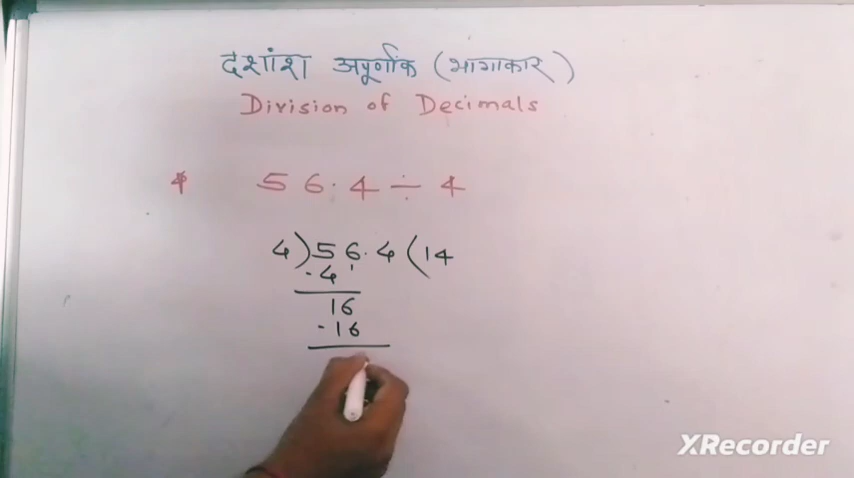 दशांश अपूर्णांक (भागाकार)
Division of Decimals
* 56.4 ÷ 4
4) 56.4 (14
- 4
16
- 16
XRecorder